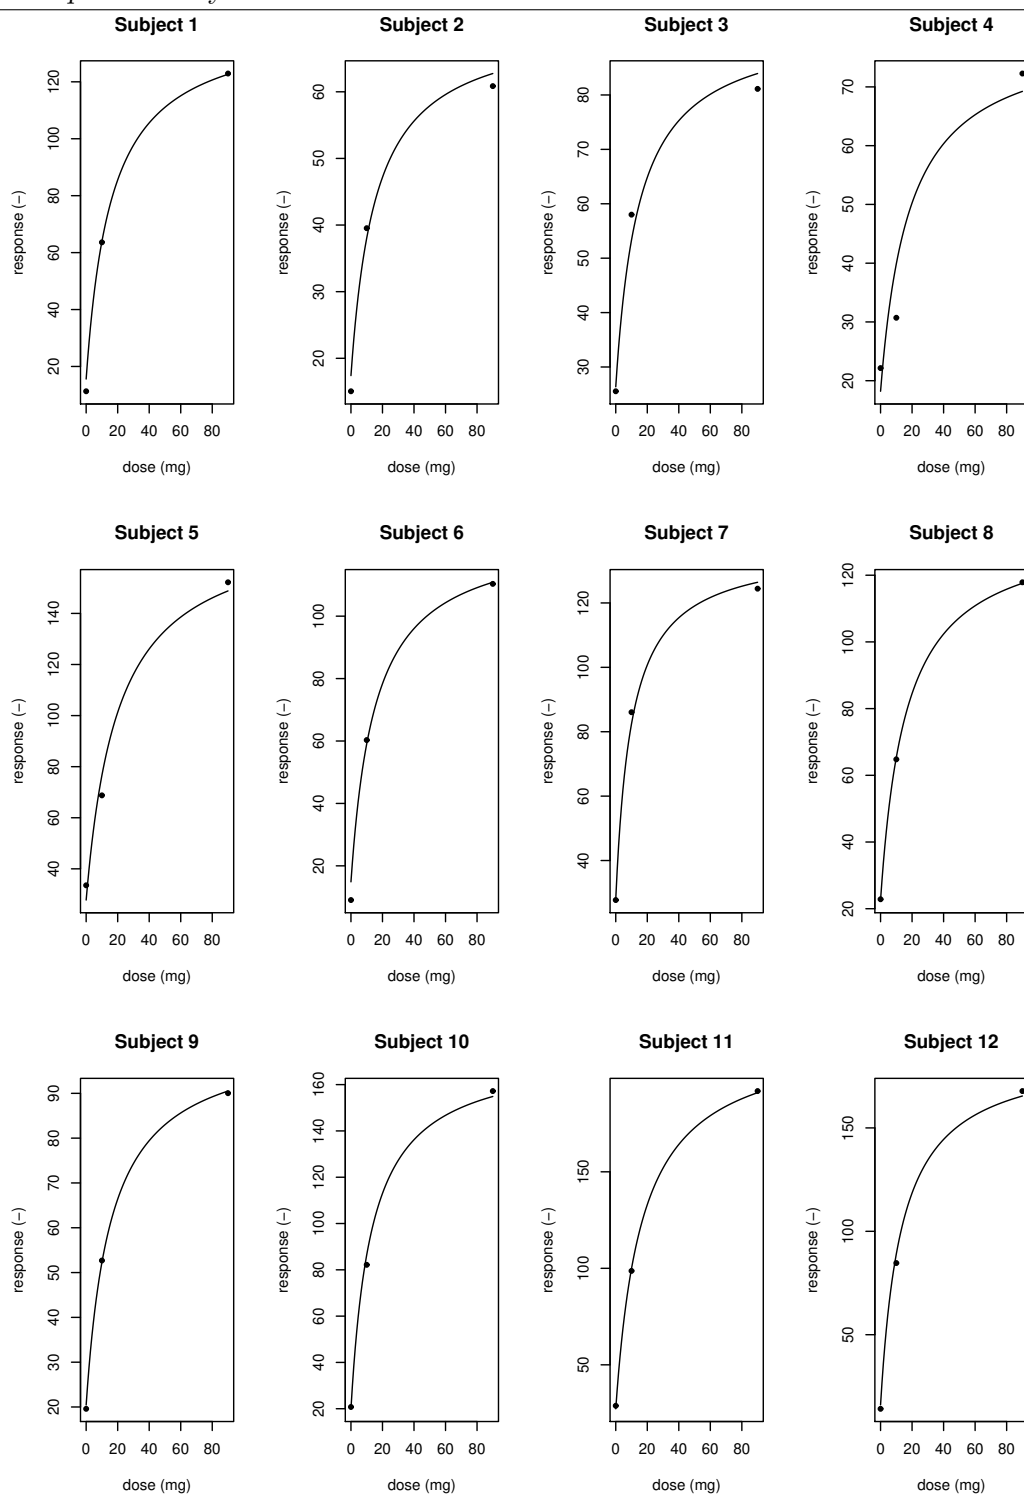 Subject 1 Subject 2 Subject 3 Subject 4
response (−) 20 40 60 80 100 120
0 20 40 60 80
dose (mg)
response (−) 20 30 40 50 60
0 20 40 60 80
dose (mg)
response (−) 30 40 50 60 70 80
0 20 40 60 80
dose (mg)
response (−) 20 30 40 50 60 70
0 20 40 60 80
dose (mg)
Subject 5 Subject 6 Subject 7 Subject 8
response (−) 40 60 80 100 120 140
0 20 40 60 80
dose (mg)
response (−) 20 40 60 80 100
0 20 40 60 80
dose (mg)
response (−) 40 60 80 100 120
0 20 40 60 80
dose (mg)
response (−) 20 40 60 80 100 120
0 20 40 60 80
dose (mg)
Subject 9 Subject 10 Subject 11 Subject 12
response (−) 20 30 40 50 60 70 80 90
0 20 40 60 80
dose (mg)
response (−) 20 40 60 80 100 120 140 160
0 20 40 60 80
dose (mg)
response (−) 50 100 150
0 20 40 60 80
dose (mg)
response (−) 50 100 150
0 20 40 60 80
dose (mg)